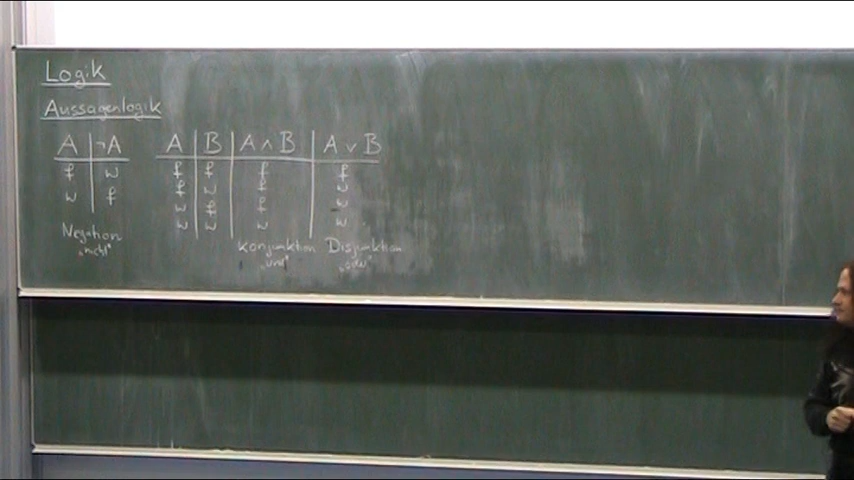 Logik
Aussagenlogik
A ¬A A B A ∧ B A ∨ B
f w f f f f
w f f w f w
w f f w
w w w w
Negation Konjunktion Disjunktion
„nicht“ „und“ „oder“